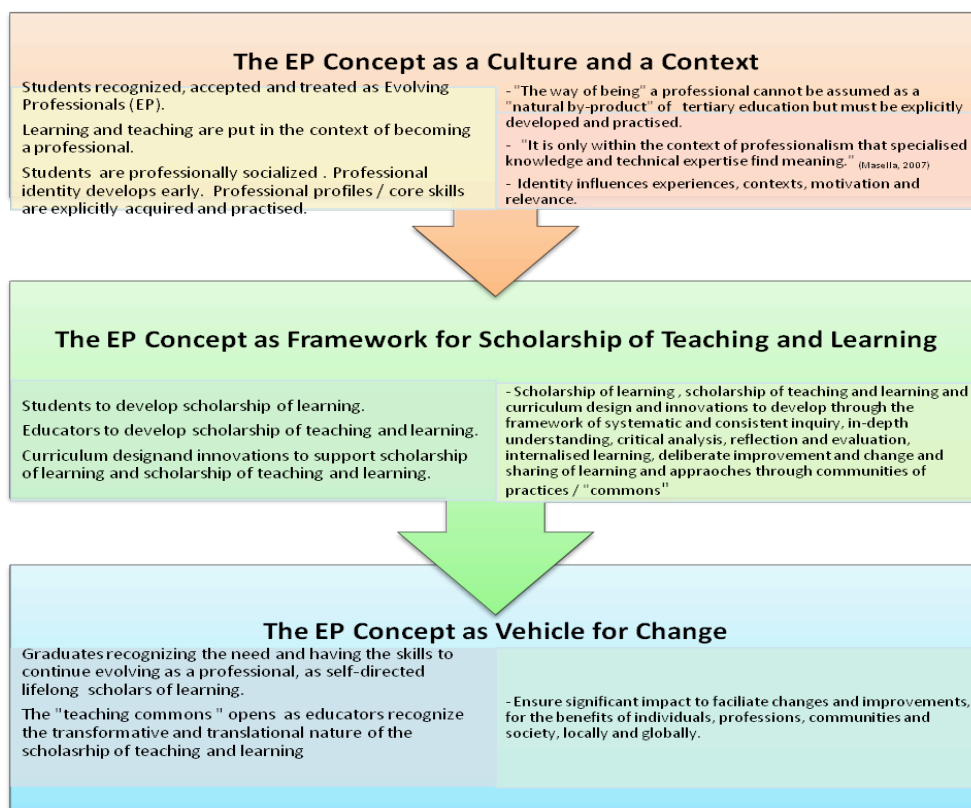 The EP Concept as a Culture and a Context
Students recognized, accepted and treated as Evolving
Professionals (EP).
Learning and teaching are put in the context of becoming
a professional.
Students are professionally socialized . Professional
identity develops early. Professional profiles / core skills
are explicitly acquired and practised.
- "The way of being" a professional cannot be assumed as a
"natural by-product" of tertiary education but must be explicitly
developed and practised.
- "It is only within the context of professionalism that specialised
knowledge and technical expertise find meaning." (Masella, 2007)
- Identity influences experiences, contexts, motivation and
relevance.
The EP Concept as Framework for Scholarship of Teaching and Learning
Students to develop scholarship of learning.
Educators to develop scholarship of teaching and learning.
Curriculum designand innovations to support scholarship
of learning and scholarship of teaching and learning.
- Scholarship of learning , scholarship of teaching and learning and
curriculum design and innovations to develop through the
framework of systematic and consistent inquiry, in-depth
understanding, critical analysis, reflection and evaluation,
internalised learning, deliberate improvement and change and
sharing of learning and appraoches through communities of
practices / "commons"
The EP Concept as Vehicle for Change
Graduates recognizing the need and having the skills to
continue evolving as a professional, as self-directed
lifelong scholars of learning.
The "teaching commons " opens as educators recognize
the transformative and translational nature of the
scholasrhip of teaching and learning
- Ensure significant impact to faciliate changes and improvements,
for the benefits of individuals, professions, communities and
society, locally and globally.